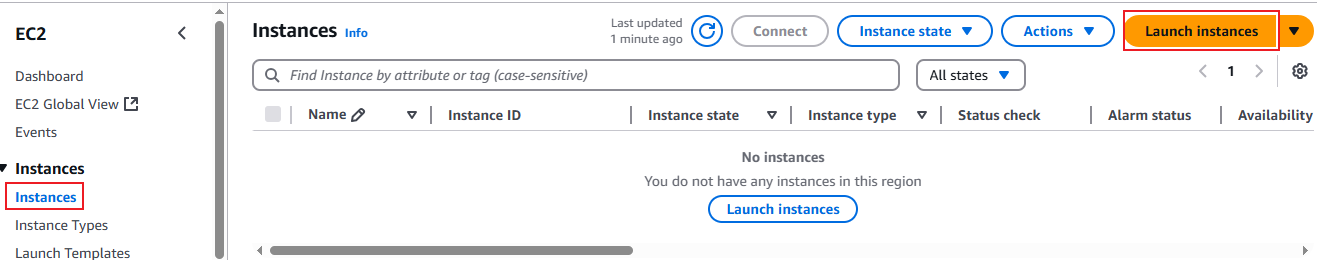 EC2
Dashboard
EC2 Global View
Events
Instances
Instances
Instance Types
Launch Templates
Instances Info
Last updated
1 minute ago
Connect
Instance state
Actions
Launch instances
Find Instance by attribute or tag (case-sensitive)
All states
1
Name
Instance ID
Instance state
Instance type
Status check
Alarm status
Availability
No instances
You do not have any instances in this region
Launch instances